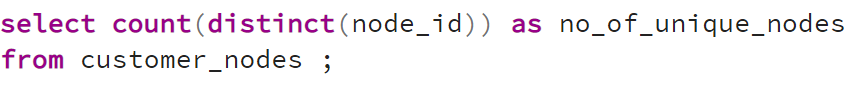 select count(distinct(node_id)) as no_of_unique_nodes
from customer_nodes ;